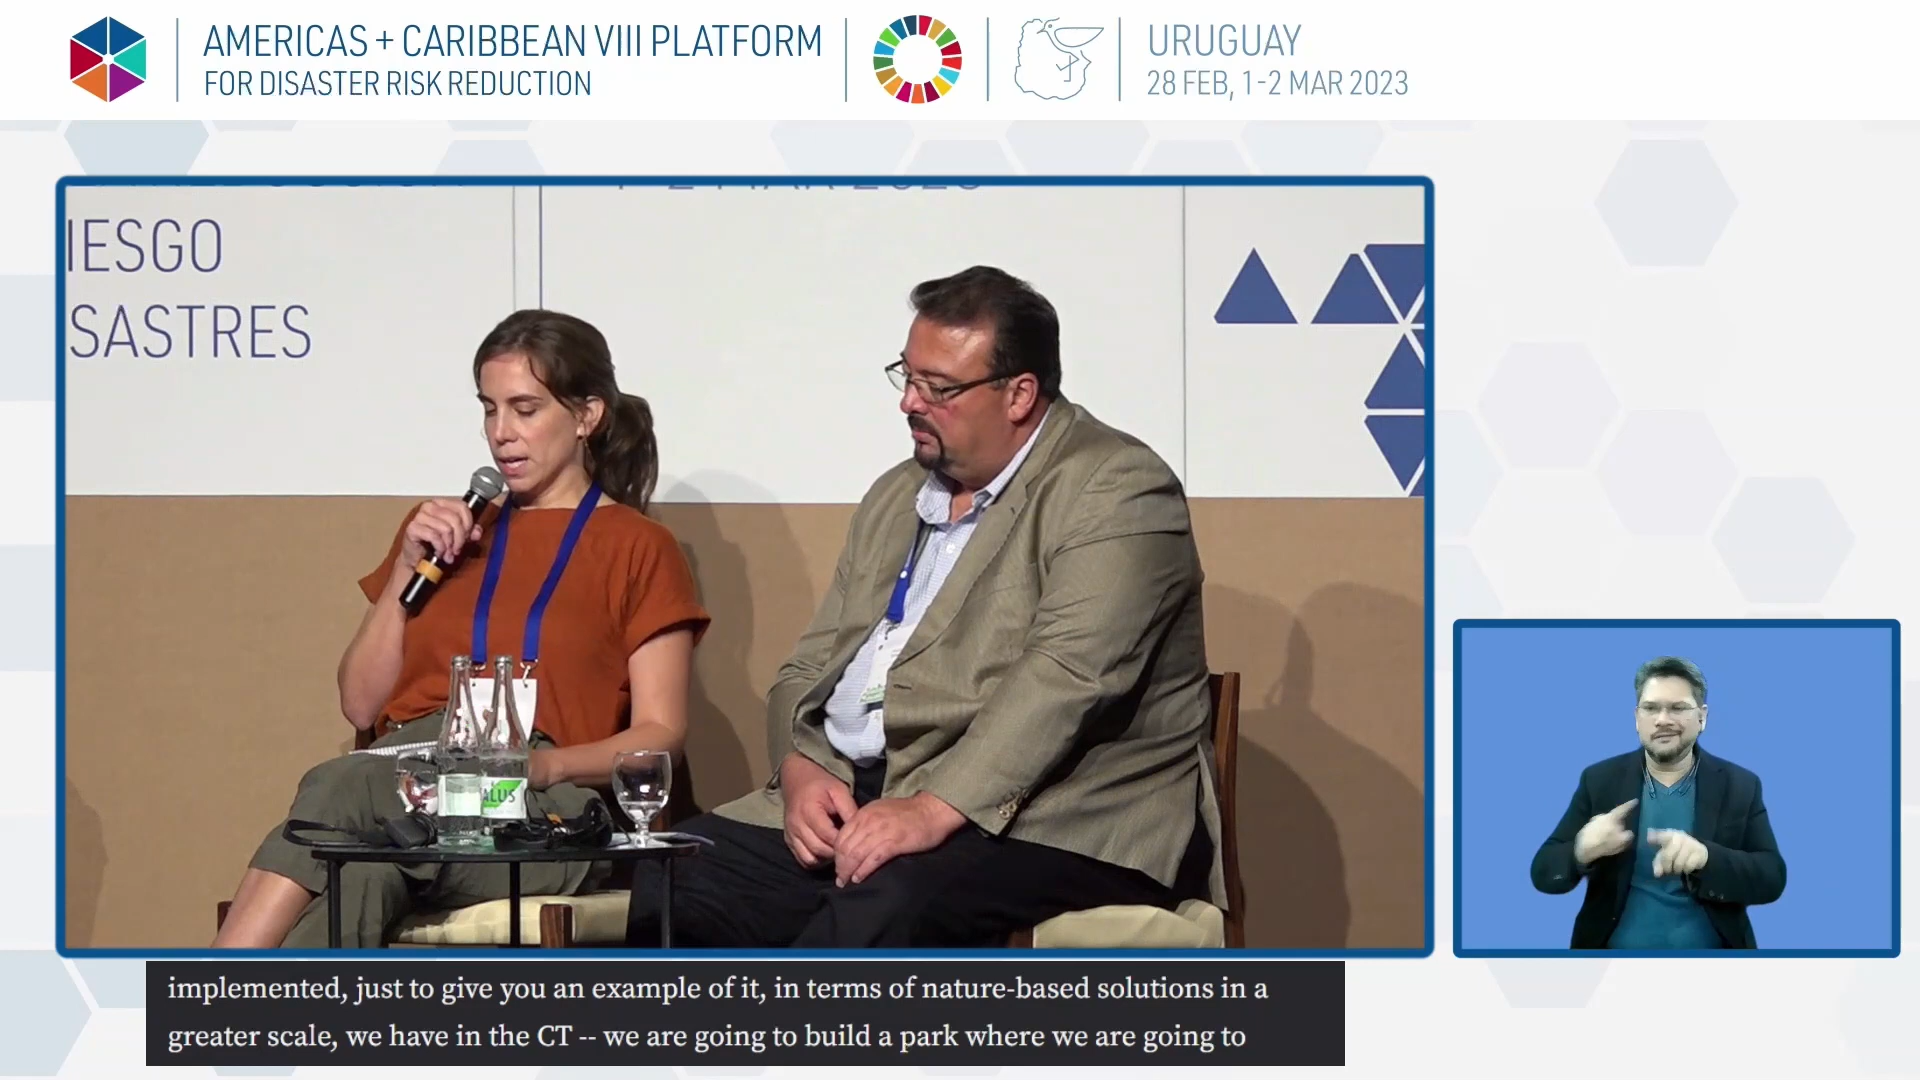 AMERICAS + CARIBBEAN VIII PLATFORM
FOR DISASTER RISK REDUCTION
URUGUAY
28 FEB, 1-2 MAR 2023
IESGO
SASTRES
ALUS
implemented, just to give you an example of it, in terms of nature-based solutions in a
greater scale, we have in the CT -- we are going to build a park where we are going to